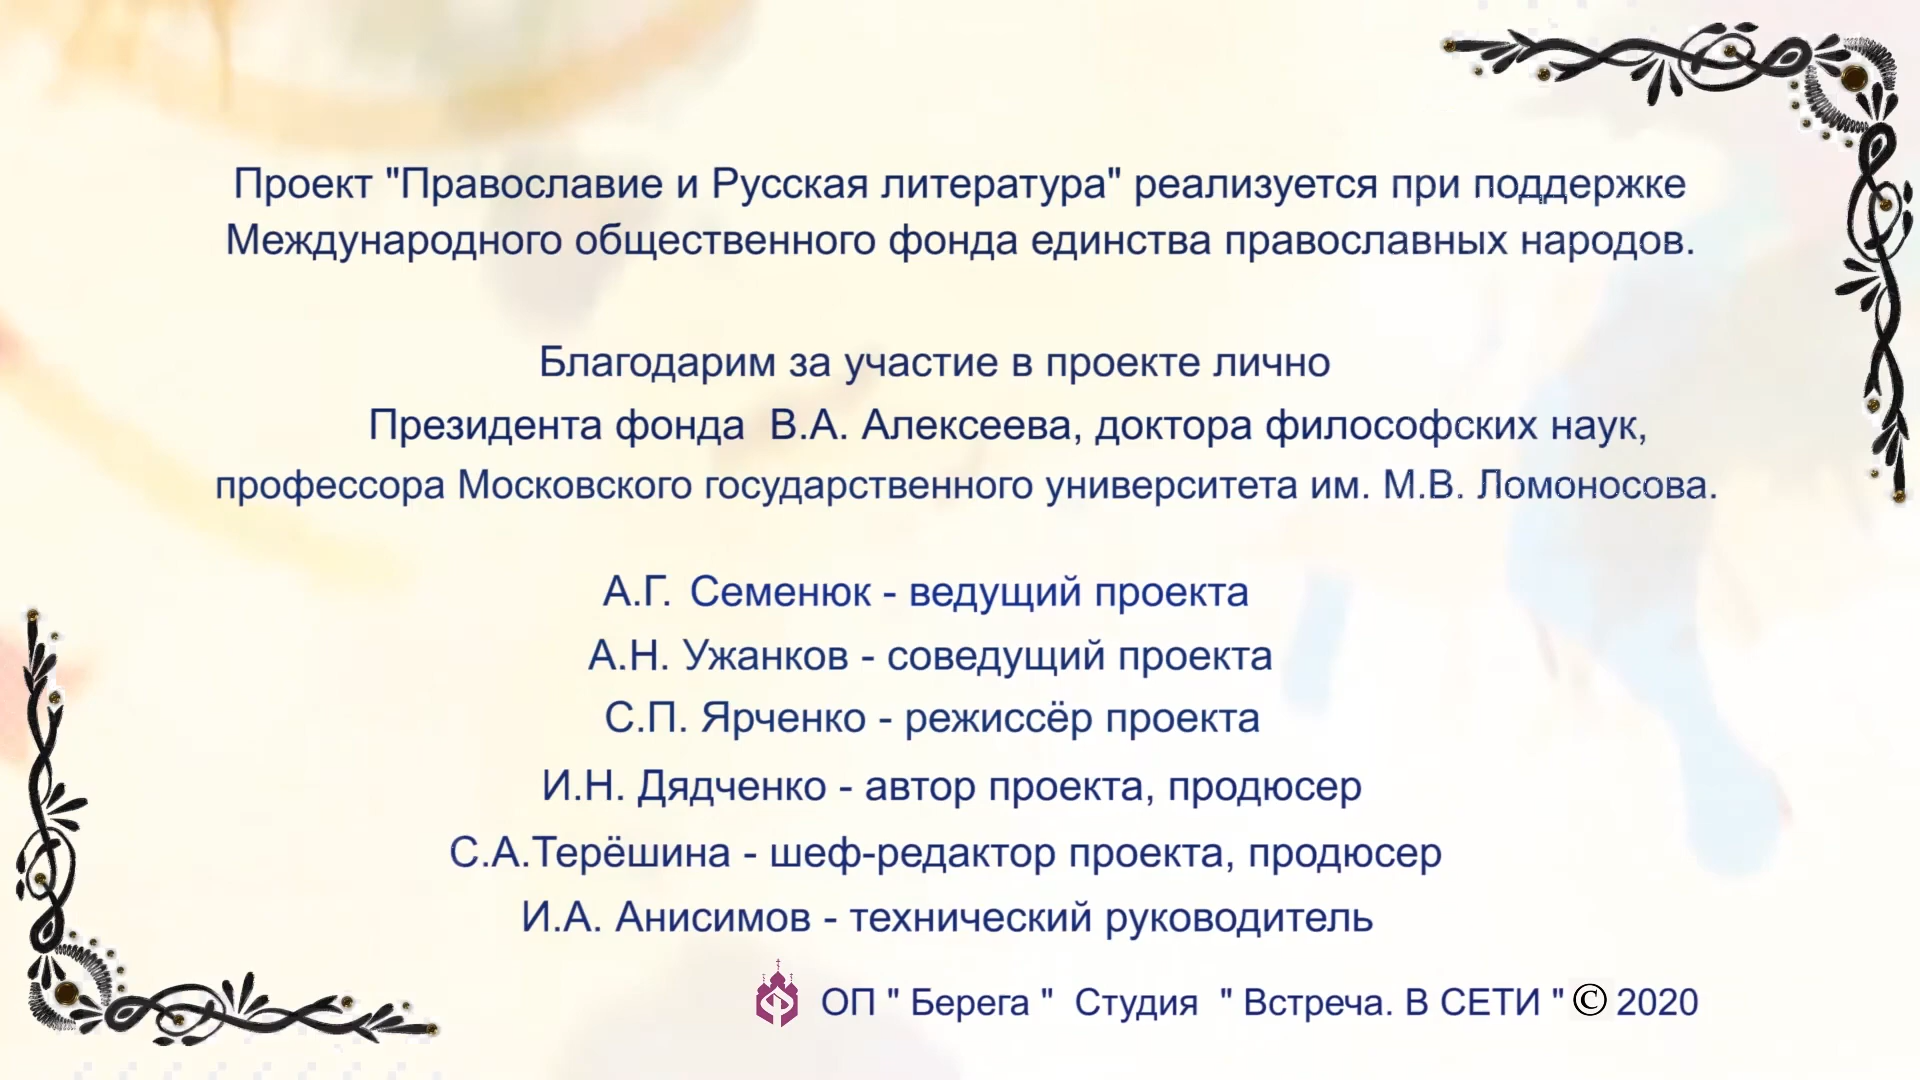 Проект "Православие и Русская литература" реализуется при поддержке
Международного общественного фонда единства православных народов.
Благодарим за участие в проекте лично
Президента фонда В.А. Алексеева, доктора философских наук,
профессора Московского государственного университета им. М.В. Ломоносова.
А.Г. Семенюк - ведущий проекта
А.Н. Ужанков - соведущий проекта
С.П. Ярченко - режиссёр проекта
И.Н. Дядченко - автор проекта, продюсер
С.А.Терёшина - шеф-редактор проекта, продюсер
И.А. Анисимов - технический руководитель
ОП " Берега " Студия " Встреча. В СЕТИ " © 2020